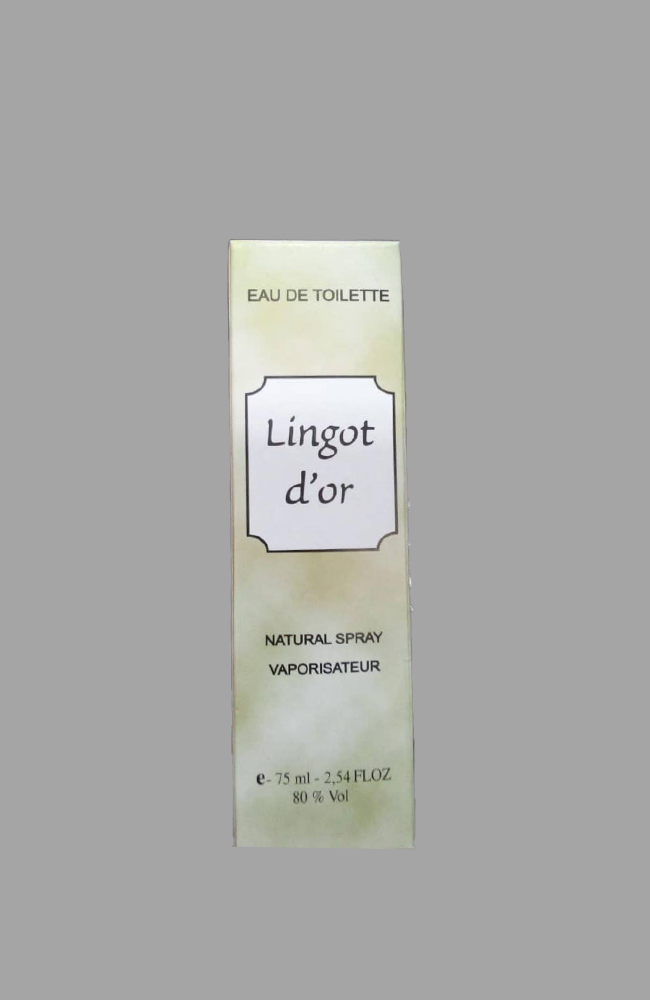 EAU DE TOILETTE
Lingot
d'or
NATURAL SPRAY
VAPORISATEUR
e - 75 ml - 2,54 FLOZ
80 % Vol